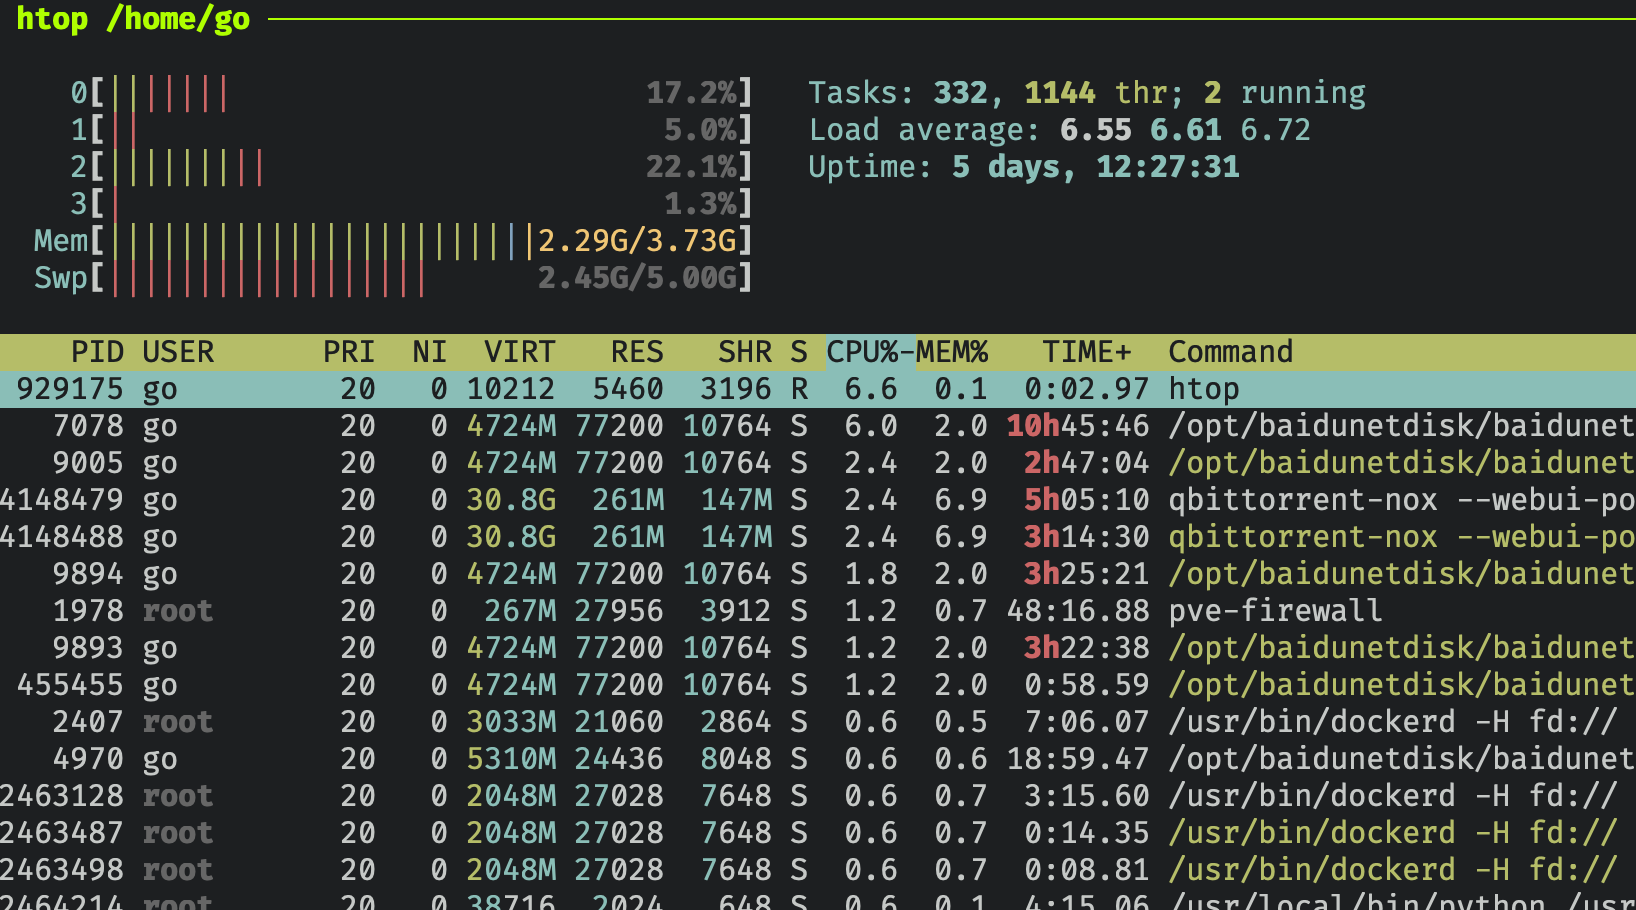 htop /home/go
0[||||||| 17.2%] Tasks: 332, 1144 thr; 2 running
1[|| 5.0%] Load average: 6.55 6.61 6.72
2[||||||||| 22.1%] Uptime: 5 days, 12:27:31
3[| 1.3%]
Mem[||||||||||||||||||||||||2.29G/3.73G]
Swp[|||||||||||||||||| 2.45G/5.00G]
PID USER PRI NI VIRT RES SHR S CPU%-MEM% TIME+ Command
929175 go 20 0 10212 5460 3196 R 6.6 0.1 0:02.97 htop
7078 go 20 0 4724M 77200 10764 S 6.0 2.0 10h45:46 /opt/baidunetdisk/baidunet
9005 go 20 0 4724M 77200 10764 S 2.4 2.0 2h47:04 /opt/baidunetdisk/baidunet
4148479 go 20 0 30.8G 261M 147M S 2.4 6.9 5h05:10 qbittorrent-nox --webui-po
4148488 go 20 0 30.8G 261M 147M S 2.4 6.9 3h14:30 qbittorrent-nox --webui-po
9894 go 20 0 4724M 77200 10764 S 1.8 2.0 3h25:21 /opt/baidunetdisk/baidunet
1978 root 20 0 267M 27956 3912 S 1.2 0.7 48:16.88 pve-firewall
9893 go 20 0 4724M 77200 10764 S 1.2 2.0 3h22:38 /opt/baidunetdisk/baidunet
455455 go 20 0 4724M 77200 10764 S 1.2 2.0 0:58.59 /opt/baidunetdisk/baidunet
2407 root 20 0 3033M 21060 2864 S 0.6 0.5 7:06.07 /usr/bin/dockerd -H fd://
4970 go 20 0 5310M 24436 8048 S 0.6 0.6 18:59.47 /opt/baidunetdisk/baidunet
2463128 root 20 0 2048M 27028 7648 S 0.6 0.7 3:15.60 /usr/bin/dockerd -H fd://
2463487 root 20 0 2048M 27028 7648 S 0.6 0.7 0:14.35 /usr/bin/dockerd -H fd://
2463498 root 20 0 2048M 27028 7648 S 0.6 0.7 0:08.81 /usr/bin/dockerd -H fd://
2464214 root 20 0 38716 2024 648 S 0.6 0.1 4:15.06 /usr/local/bin/python /usr